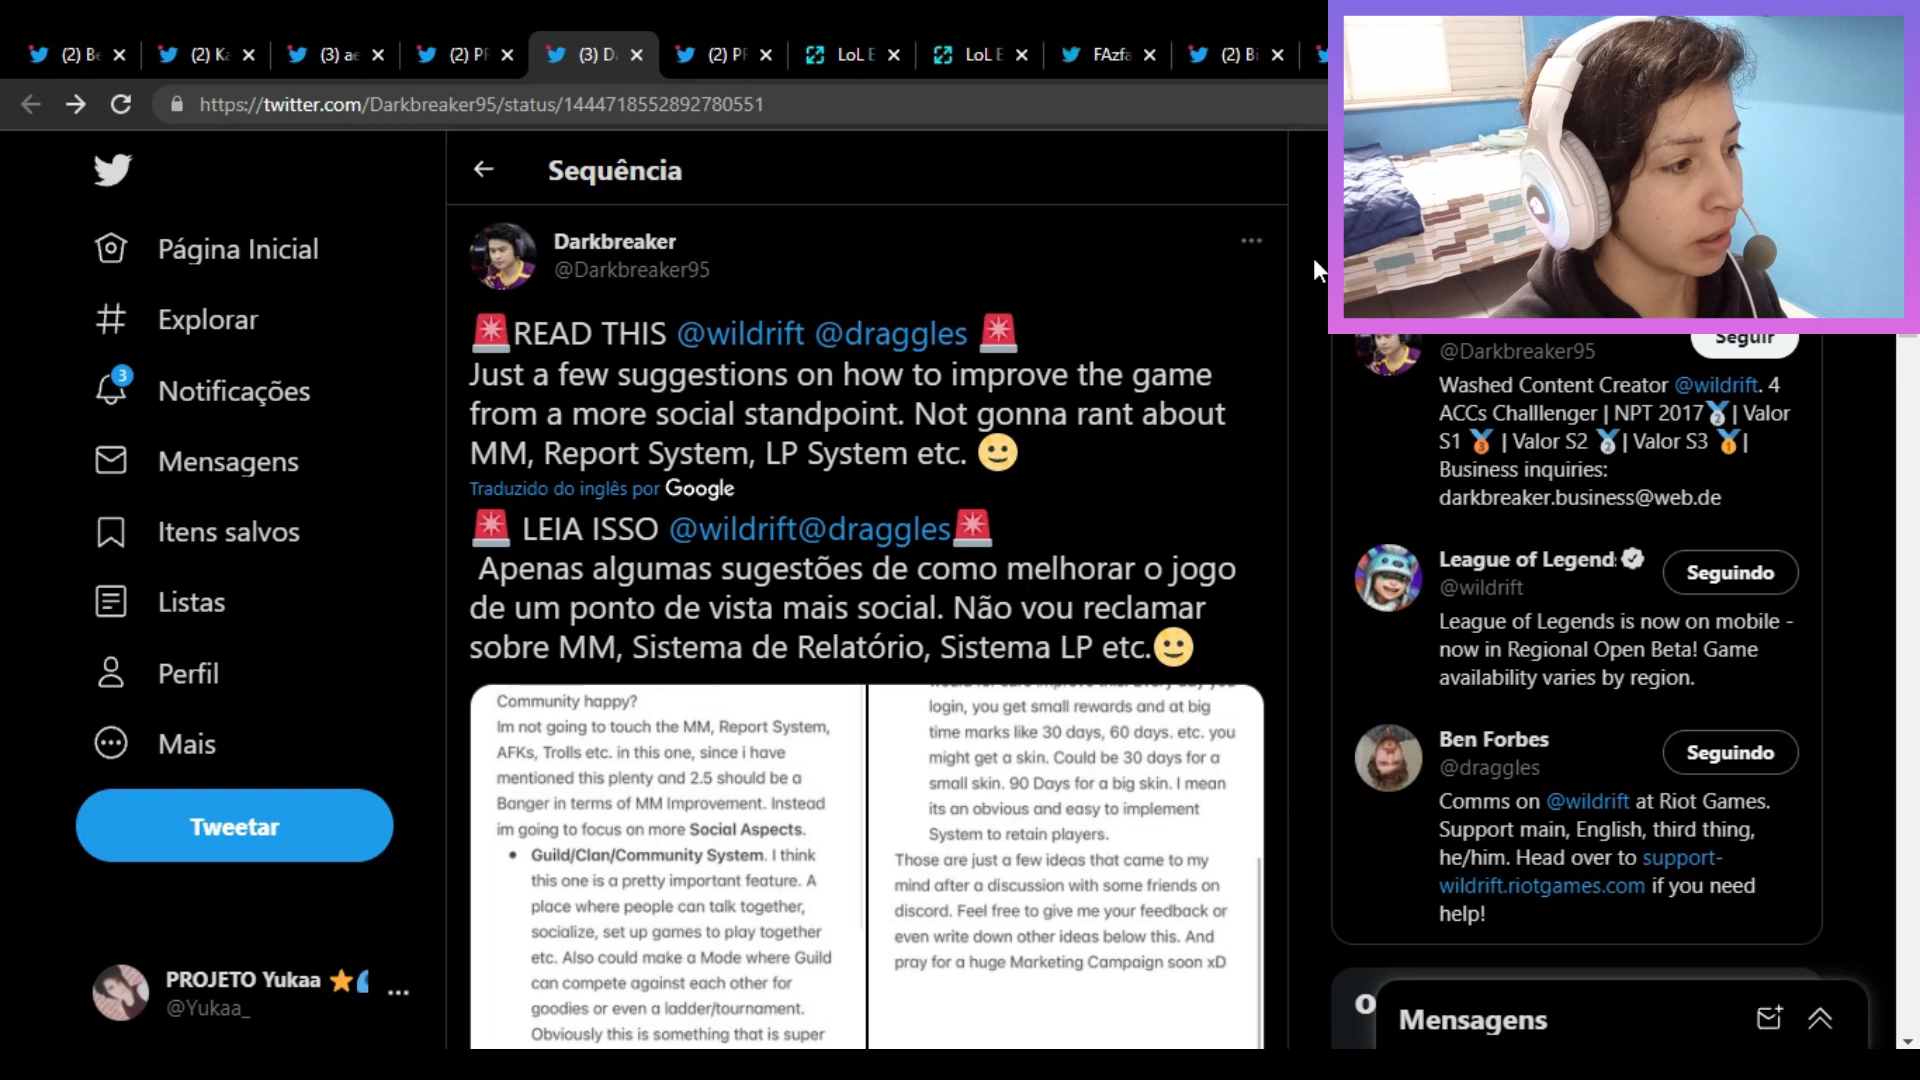 (2) Be
(2) Ka
(3) ae
(2) PF
(3) D
(2) PF
LoL E
LoL E
FAzfa
(2) Bi
https://twitter.com/Darkbreaker95/status/1444718552892780551
Página Inicial
Explorar
3
Notificações
Mensagens
Itens salvos
Listas
Perfil
Mais
Tweetar
PROJETO Yukaa
@Yukaa_
Sequência
Darkbreaker
@Darkbreaker95
🚨READ THIS @wildrift @draggles 🚨
Just a few suggestions on how to improve the game
from a more social standpoint. Not gonna rant about
MM, Report System, LP System etc. 🙂
Traduzido do inglês por Google
🚨 LEIA ISSO @wildrift@draggles🚨
Apenas algumas sugestões de como melhorar o jogo
de um ponto de vista mais social. Não vou reclamar
sobre MM, Sistema de Relatório, Sistema LP etc.🙂
Community happy?
Im not going to touch the MM, Report System,
AFKs, Trolls etc. in this one, since i have
mentioned this plenty and 2.5 should be a
Banger in terms of MM Improvement. Instead
im going to focus on more Social Aspects.
• Guild/Clan/Community System. I think
this one is a pretty important feature. A
place where people can talk together,
socialize, set up games to play together
etc. Also could make a Mode where Guild
can compete against each other for
goodies or even a ladder/tournament.
Obviously this is something that is super
login, you get small rewards and at big
time marks like 30 days, 60 days. etc. you
might get a skin. Could be 30 days for a
small skin. 90 Days for a big skin. I mean
its an obvious and easy to implement
System to retain players.
Those are just a few ideas that came to my
mind after a discussion with some friends on
discord. Feel free to give me your feedback or
even write down other ideas below this. And
pray for a huge Marketing Campaign soon xD
Seguir
@Darkbreaker95
Washed Content Creator @wildrift. 4
ACCs Challlenger | NPT 2017🥈| Valor
S1 🥉 | Valor S2 🥈| Valor S3 🥇|
Business inquiries:
darkbreaker.business@web.de
League of Legend
Seguindo
@wildrift
League of Legends is now on mobile -
now in Regional Open Beta! Game
availability varies by region.
Ben Forbes
Seguindo
@draggles
Comms on @wildrift at Riot Games.
Support main, English, third thing,
he/him. Head over to support-
wildrift.riotgames.com if you need
help!
Mensagens